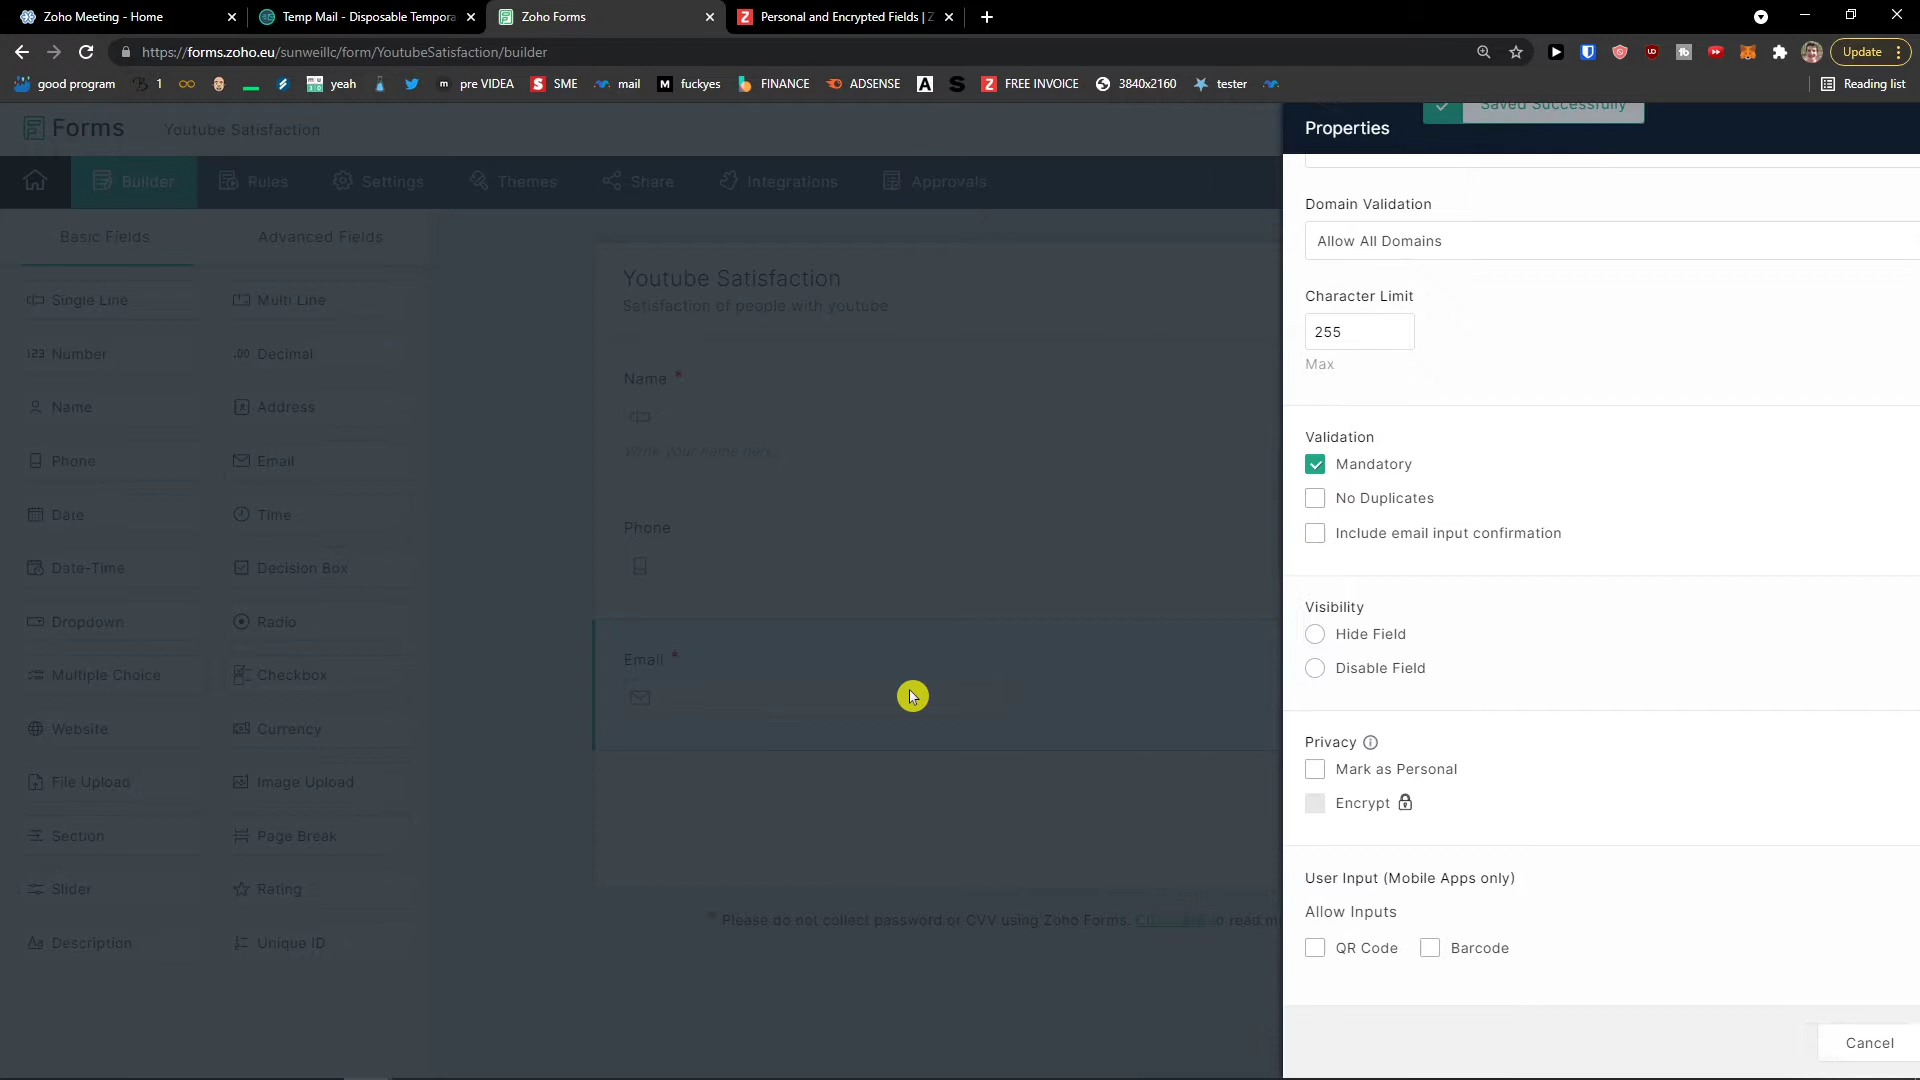 Zoho Meeting - Home
Temp Mail - Disposable Tempora
Zoho Forms
Personal and Encrypted Fields | Z
https://forms.zoho.eu/sunweillc/form/YoutubeSatisfaction/builder
Update
good program
1
yeah
pre VIDEA
SME
mail
fuckyes
FINANCE
ADSENSE
FREE INVOICE
3840x2160
tester
Reading list
Forms
Youtube Satisfaction
Builder
Rules
Settings
Themes
Share
Integrations
Approvals
Basic Fields
Advanced Fields
Single Line
Multi Line
Number
Decimal
Name
Address
Phone
Email
Date
Time
Date-Time
Decision Box
Dropdown
Radio
Multiple Choice
Checkbox
Website
Currency
File Upload
Image Upload
Section
Page Break
Slider
Rating
Description
Unique ID
Youtube Satisfaction
Satisfaction of people with youtube
Name *
Write your name here
Phone
Email *
* Please do not collect password or CVV using Zoho Forms.
Saved Successfully
Properties
Domain Validation
Allow All Domains
Character Limit
255
Max
Validation
Mandatory
No Duplicates
Include email input confirmation
Visibility
Hide Field
Disable Field
Privacy
Mark as Personal
Encrypt
User Input (Mobile Apps only)
Allow Inputs
QR Code
Barcode
Cancel